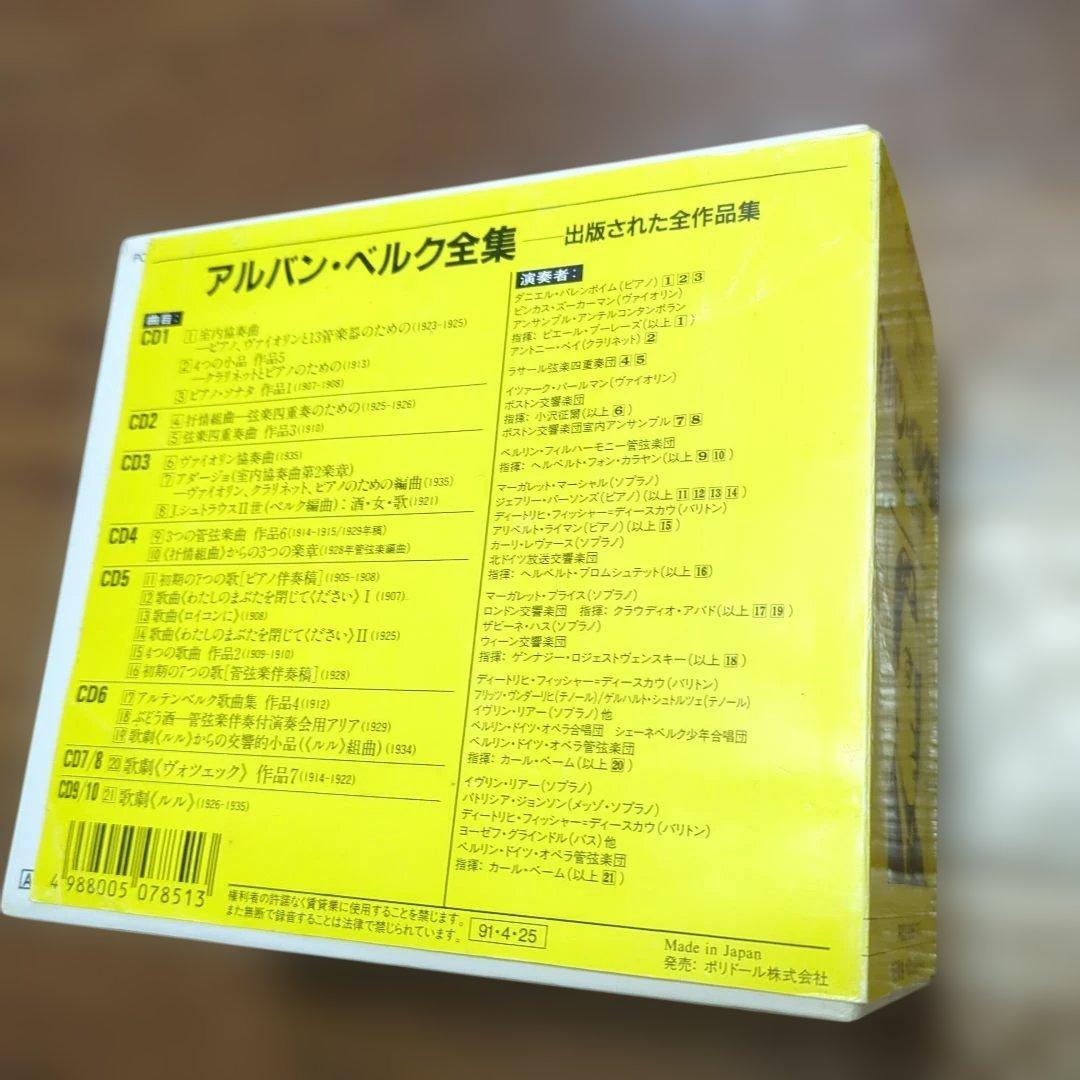 アルバン・ベルク全集――出版された全作品集
曲目:
CD1
1 室内協奏曲
―ピアノ、ヴァイオリンと13管楽器のための(1923-1925)
2 4つの小品 作品5
―クラリネットとピアノのための(1913)
3 ピアノ・ソナタ 作品1(1907-1908)
CD2
4 抒情組曲―弦楽四重奏のための(1925-1926)
5 弦楽四重奏曲 作品3(1910)
CD3
6 ヴァイオリン協奏曲(1935)
7 アダージョ(室内協奏曲第2楽章)
―ヴァイオリン、クラリネット、ピアノのための編曲(1935)
8 J.シュトラウスII世(ベルク編曲):酒・女・歌(1921)
CD4
9 3つの管弦楽曲 作品6(1914-1915/1929年稿)
10 《抒情組曲》からの3つの楽章(1928年管弦楽編曲)
CD5
11 初期の7つの歌[ピアノ伴奏稿](1905-1908)
12 歌曲《わたしのまぶたを閉じてください》I(1907)
13 歌曲《ロイコンに》(1908)
14 歌曲《わたしのまぶたを閉じてください》II(1925)
15 4つの歌曲 作品2(1909-1910)
16 初期の7つの歌[管弦楽伴奏稿](1928)
CD6
17 アルテンベルク歌曲集 作品4(1912)
18 ぶどう酒―管弦楽伴奏付演奏会用アリア(1929)
19 歌劇《ルル》からの交響的小品(《ルル》組曲)(1934)
CD7/8 20 歌劇《ヴォツェック》 作品7(1914-1922)
CD9/10 21 歌劇《ルル》(1926-1935)
演奏者:
ダニエル・バレンボイム(ピアノ) 1 2 3
ピンカス・ズーカーマン(ヴァイオリン)
アンサンブル・アンテルコンタンポラン
指揮: ピエール・ブーレーズ(以上 1)
アントニー・ペイ(クラリネット) 2
ラサール弦楽四重奏団 4 5
イツァーク・パールマン(ヴァイオリン)
ボストン交響楽団
指揮: 小沢征爾(以上 6)
ボストン交響楽団室内アンサンブル 7 8
ベルリン・フィルハーモニー管弦楽団
指揮: ヘルベルト・フォン・カラヤン(以上 9 10)
マーガレット・マーシャル(ソプラノ)
ジェフリー・パーソンズ(ピアノ)(以上 11 12 13 14)
ディートリヒ・フィッシャー=ディースカウ(バリトン)
アリベルト・ライマン(ピアノ)(以上 15)
カーリ・レヴァース(ソプラノ)
北ドイツ放送交響楽団
指揮: ヘルベルト・ブロムシュテット(以上 16)
マーガレット・プライス(ソプラノ)
ロンドン交響楽団 指揮: クラウディオ・アバド(以上 17 19)
ザビーネ・ハス(ソプラノ)
ウィーン交響楽団
指揮: ゲンナジー・ロジェストヴェンスキー(以上 18)
ディートリヒ・フィッシャー=ディースカウ(バリトン)
フリッツ・ヴンダーリヒ(テノール)/ゲルハルト・シュトルツェ(テノール)
イヴリン・リアー(ソプラノ)他
ベルリン・ドイツ・オペラ合唱団 シェーネベルク少年合唱団
ベルリン・ドイツ・オペラ管弦楽団
指揮: カール・ベーム(以上 20)
イヴリン・リアー(ソプラノ)
パトリシア・ジョンソン(メッゾ・ソプラノ)
ディートリヒ・フィッシャー=ディースカウ(バリトン)
ヨーゼフ・グラインドル(バス)他
ベルリン・ドイツ・オペラ管弦楽団
指揮: カール・ベーム(以上 21)
4 988005 078513
権利者の許諾なく賃貸業に使用することを禁じます。
また無断で録音することは法律で禁じられています。
91・4・25
Made in Japan
発売: ポリドール株式会社